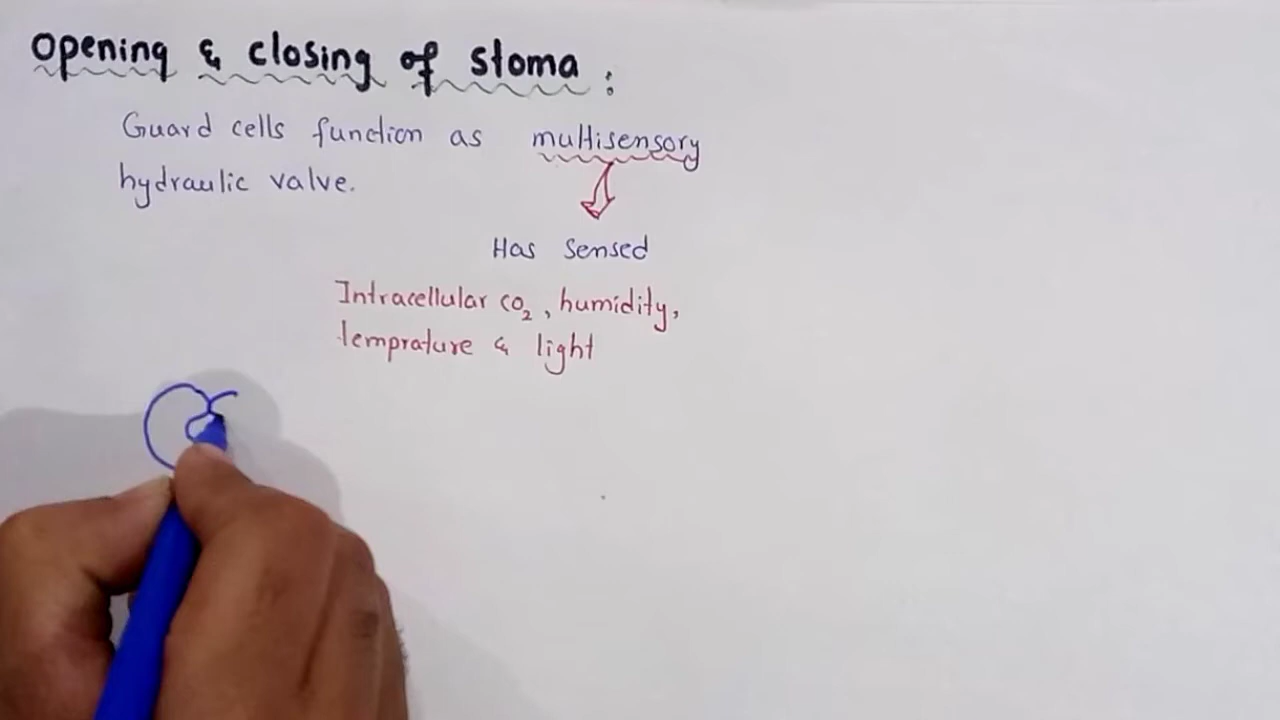 Opening & closing of stoma :
Guard cells function as multisensory
hydraulic valve.
Has sensed
Intracellular CO₂, humidity,
temprature & light